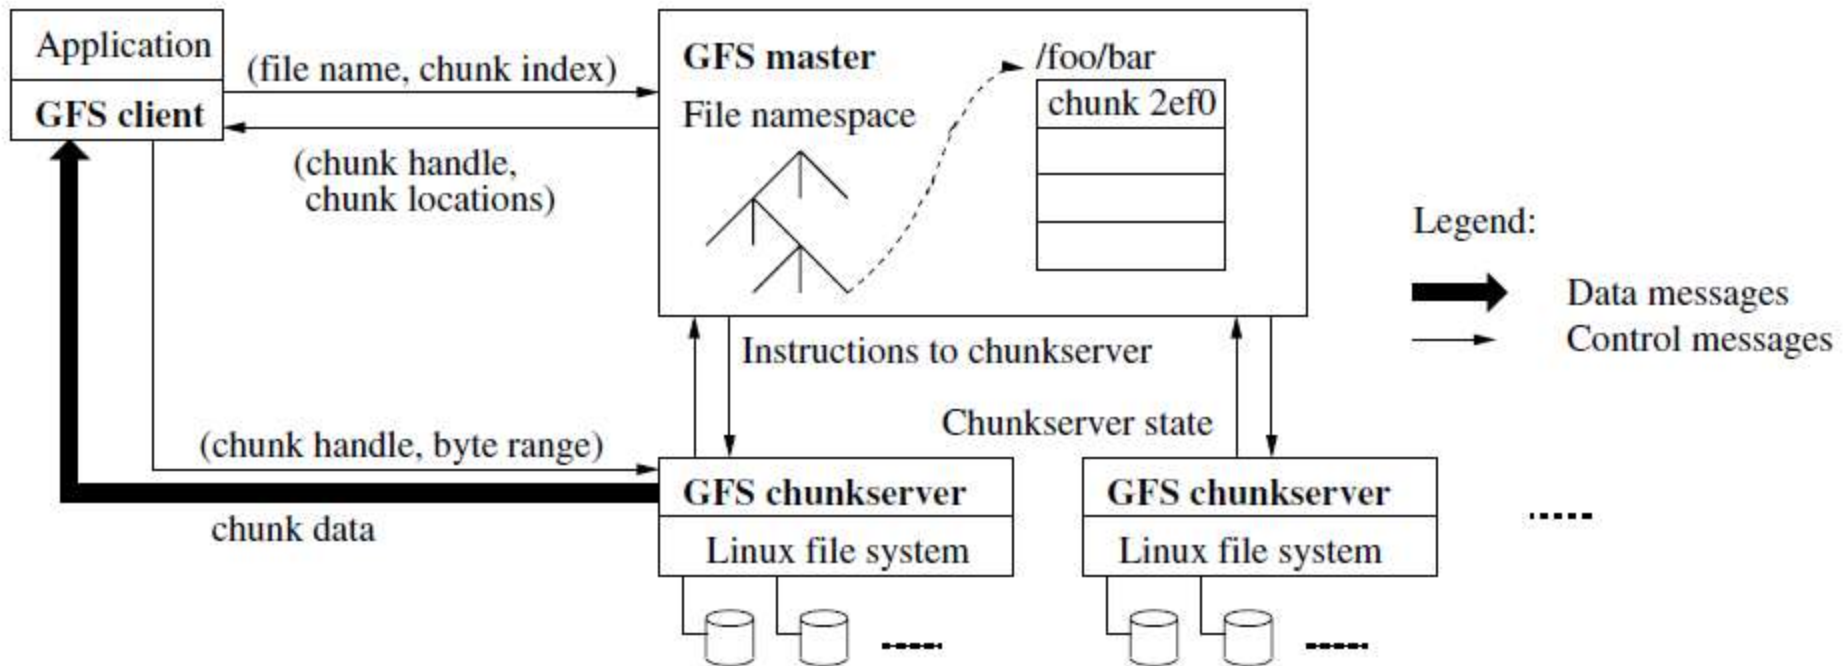 Application
GFS client
(file name, chunk index)
(chunk handle,
chunk locations)
GFS master
File namespace
/foo/bar
chunk 2ef0
Legend:
Data messages
Control messages
Instructions to chunkserver
Chunkserver state
(chunk handle, byte range)
chunk data
GFS chunkserver
Linux file system
GFS chunkserver
Linux file system